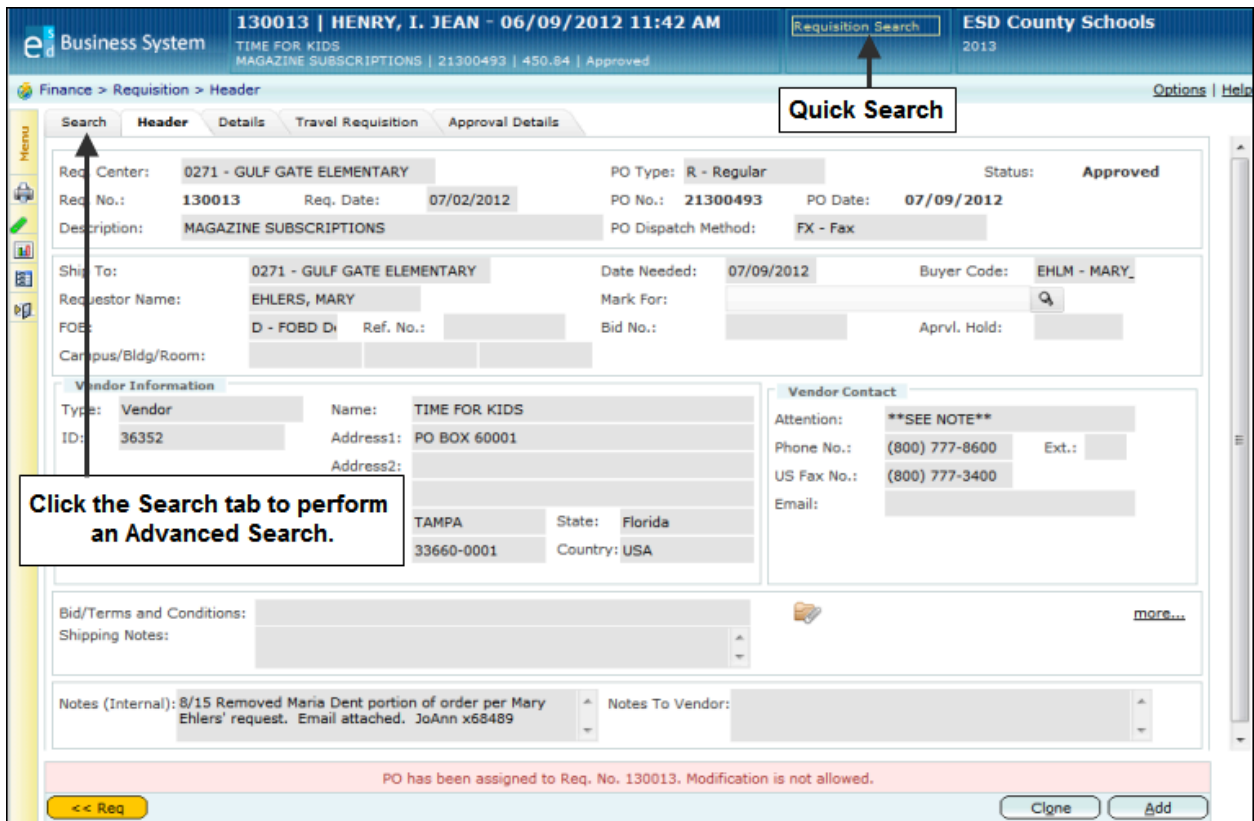 esd Business System
130013 | HENRY, I. JEAN - 06/09/2012 11:42 AM
TIME FOR KIDS
MAGAZINE SUBSCRIPTIONS | 21300493 | 450.84 | Approved
Requisition Search
ESD County Schools
2013
Finance > Requisition > Header
Options | Help
Quick Search
Menu
Search Header Details Travel Requisition Approval Details
Req. Center: 0271 - GULF GATE ELEMENTARY PO Type: R - Regular Status: Approved
Req. No.: 130013 Req. Date: 07/02/2012 PO No.: 21300493 PO Date: 07/09/2012
Description: MAGAZINE SUBSCRIPTIONS PO Dispatch Method: FX - Fax
Ship To: 0271 - GULF GATE ELEMENTARY Date Needed: 07/09/2012 Buyer Code: EHLM - MARY_
Requestor Name: EHLERS, MARY Mark For:
FOB: D - FOBD D Ref. No.: Bid No.: Aprvl. Hold:
Campus/Bldg/Room:
Vendor Information
Type: Vendor Name: TIME FOR KIDS
ID: 36352 Address1: PO BOX 60001
Address2:
TAMPA State: Florida
33660-0001 Country: USA
Vendor Contact
Attention: **SEE NOTE**
Phone No.: (800) 777-8600 Ext.:
US Fax No.: (800) 777-3400
Email:
Click the Search tab to perform
an Advanced Search.
Bid/Terms and Conditions:
more...
Shipping Notes:
Notes (Internal): 8/15 Removed Maria Dent portion of order per Mary
Ehlers' request. Email attached. JoAnn x68489
Notes To Vendor:
PO has been assigned to Req. No. 130013. Modification is not allowed.
<< Req Clone Add